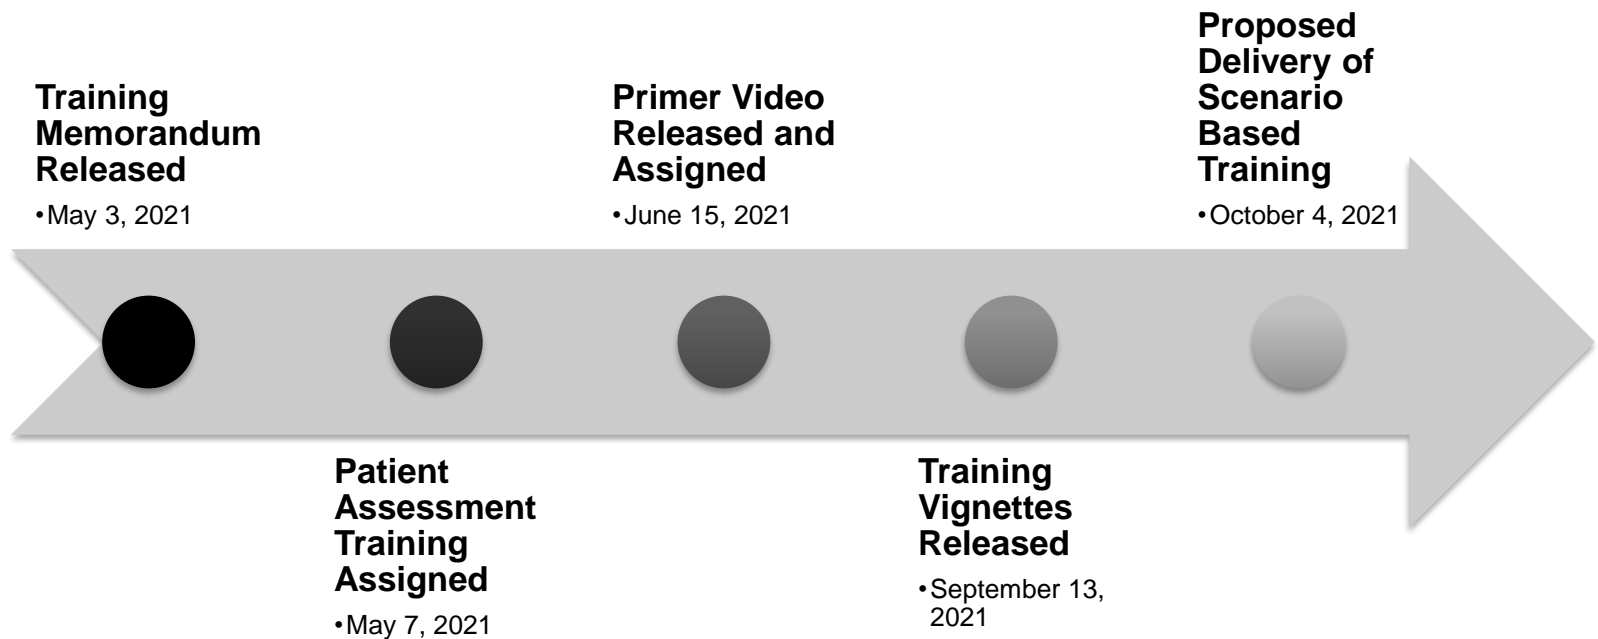 Training
Memorandum
Released
•May 3, 2021
Patient
Assessment
Training
Assigned
•May 7, 2021
Primer Video
Released and
Assigned
•June 15, 2021
Training
Vignettes
Released
•September 13,
2021
Proposed
Delivery of
Scenario
Based
Training
•October 4, 2021